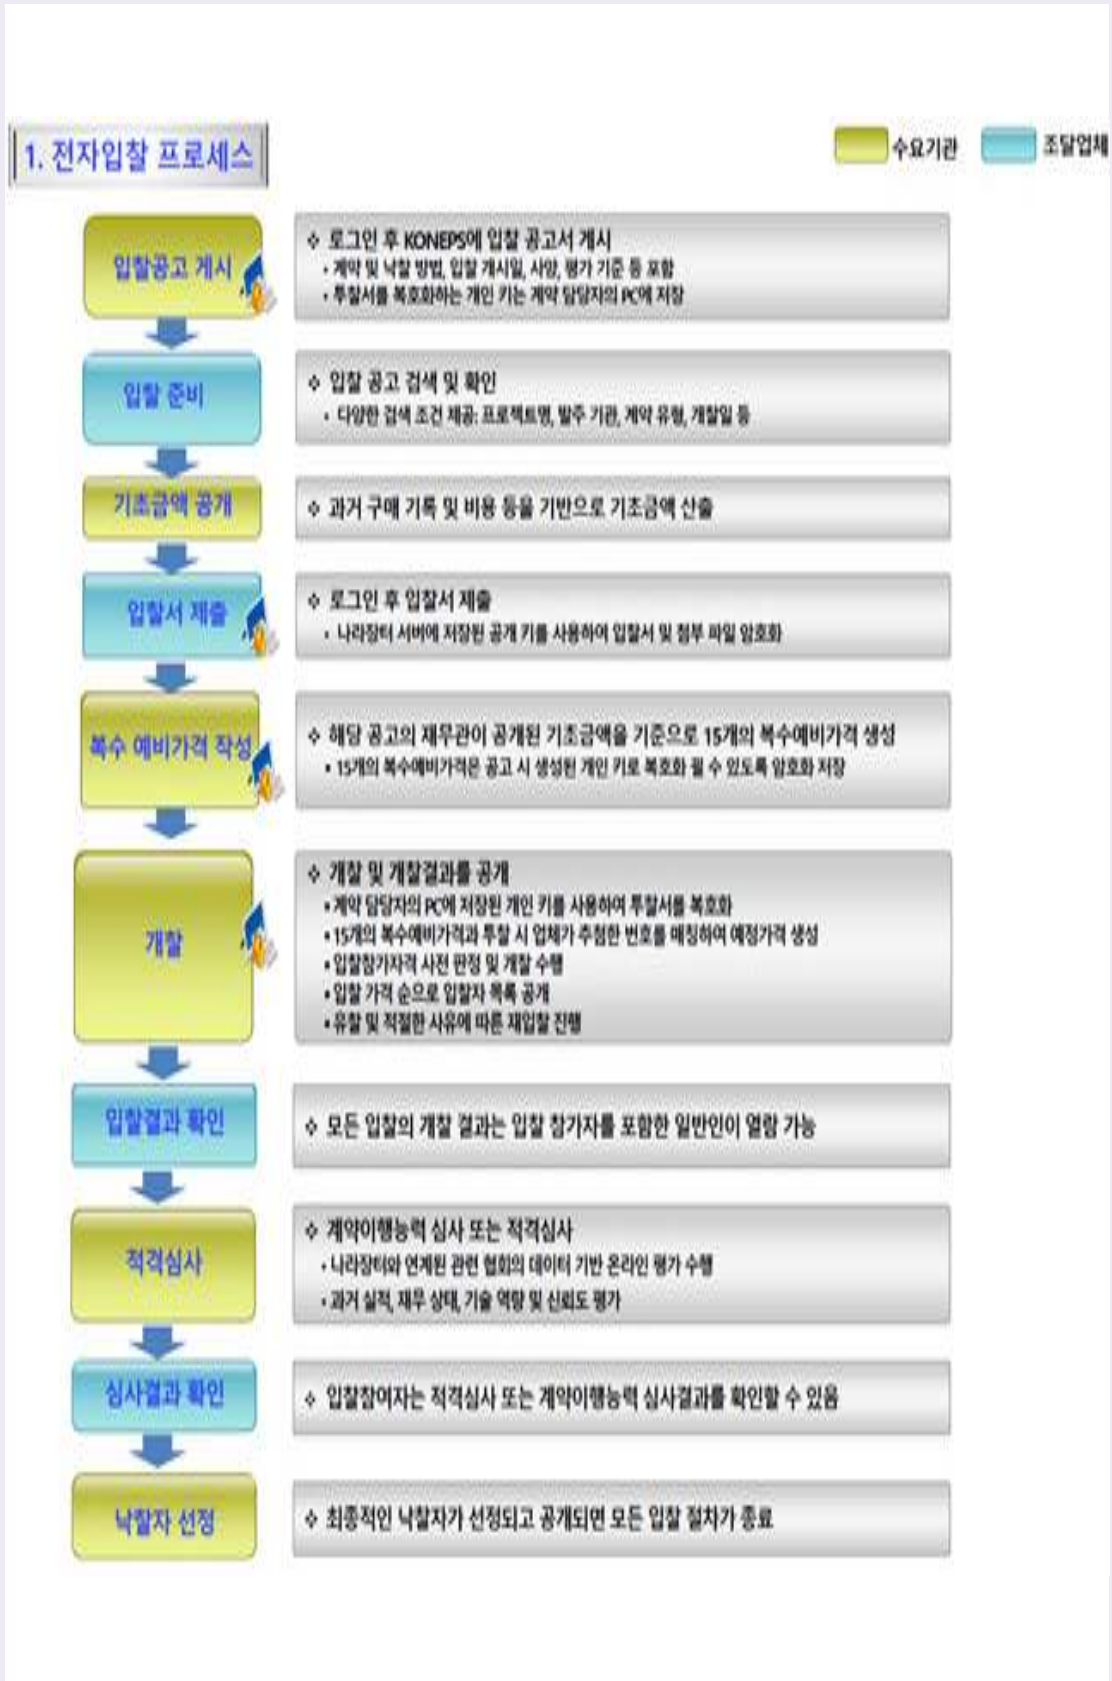 1. 전자입찰 프로세스
수요기관
조달업체
입찰공고 게시
❖ 로그인 후 KONEPS에 입찰 공고서 게시
• 계약 및 낙찰 방법, 입찰 개시일, 사양, 평가 기준 등 포함
• 투찰서를 복호화하는 개인 키는 계약 담당자의 PC에 저장
입찰 준비
❖ 입찰 공고 검색 및 확인
• 다양한 검색 조건 제공: 프로젝트명, 발주 기관, 계약 유형, 개찰일 등
기초금액 공개
❖ 과거 구매 기록 및 비용 등을 기반으로 기초금액 산출
입찰서 제출
❖ 로그인 후 입찰서 제출
• 나라장터 서버에 저장된 공개 키를 사용하여 입찰서 및 첨부 파일 암호화
복수 예비가격 작성
❖ 해당 공고의 재무관이 공개된 기초금액을 기준으로 15개의 복수예비가격 생성
▪ 15개의 복수예비가격은 공고 시 생성된 개인 키로 복호화 될 수 있도록 암호화 저장
개찰
❖ 개찰 및 개찰결과를 공개
▪ 계약 담당자의 PC에 저장된 개인 키를 사용하여 투찰서를 복호화
▪ 15개의 복수예비가격과 투찰 시 업체가 추첨한 번호를 매칭하여 예정가격 생성
▪ 입찰참가자격 사전 판정 및 개찰 수행
▪ 입찰 가격 순으로 입찰자 목록 공개
▪ 유찰 및 적절한 사유에 따른 재입찰 진행
입찰결과 확인
❖ 모든 입찰의 개찰 결과는 입찰 참가자를 포함한 일반인이 열람 가능
적격심사
❖ 계약이행능력 심사 또는 적격심사
• 나라장터와 연계된 관련 협회의 데이터 기반 온라인 평가 수행
• 과거 실적, 재무 상태, 기술 역량 및 신뢰도 평가
심사결과 확인
❖ 입찰참여자는 적격심사 또는 계약이행능력 심사결과를 확인할 수 있음
낙찰자 선정
❖ 최종적인 낙찰자가 선정되고 공개되면 모든 입찰 절차가 종료